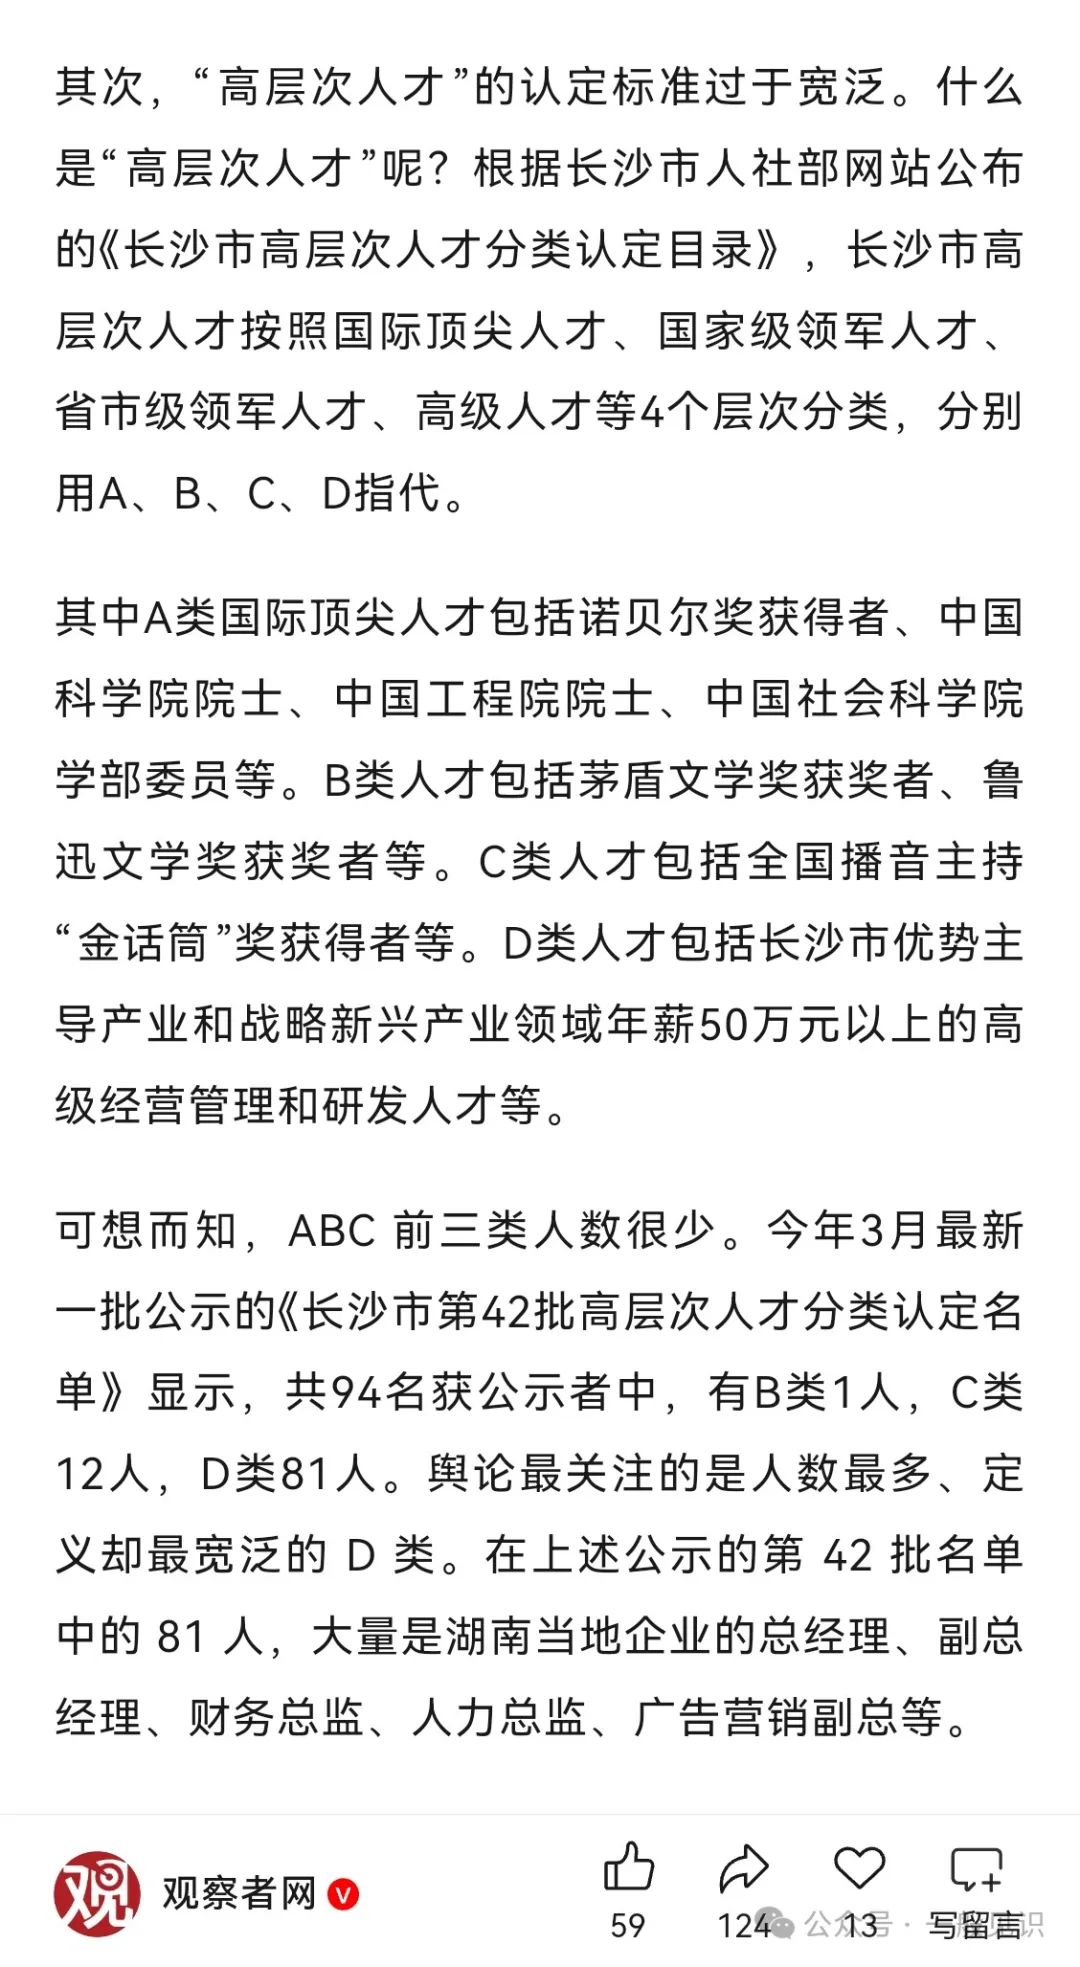 其次，“高层次人才”的认定标准过于宽泛。什么
是“高层次人才”呢？根据长沙市人社部网站公布
的《长沙市高层次人才分类认定目录》，长沙市高
层次人才按照国际顶尖人才、国家级领军人才、
省市级领军人才、高级人才等4个层次分类，分别
用A、B、C、D指代。
其中A类国际顶尖人才包括诺贝尔奖获得者、中国
科学院院士、中国工程院院士、中国社会科学院
学部委员等。B类人才包括茅盾文学奖获奖者、鲁
迅文学奖获奖者等。C类人才包括全国播音主持
“金话筒”奖获得者等。D类人才包括长沙市优势主
导产业和战略新兴产业领域年薪50万元以上的高
级经营管理和研发人才等。
可想而知，ABC 前三类人数很少。今年3月最新
一批公示的《长沙市第42批高层次人才分类认定名
单》显示，共94名获公示者中，有B类1人，C类
12人，D类81人。舆论最关注的是人数最多、定
义却最宽泛的 D 类。在上述公示的第 42 批名单
中的 81 人，大量是湖南当地企业的总经理、副总
经理、财务总监、人力总监、广告营销副总等。
观 观察者网 V
59 124 13 写留言
公众号 · 一般见识